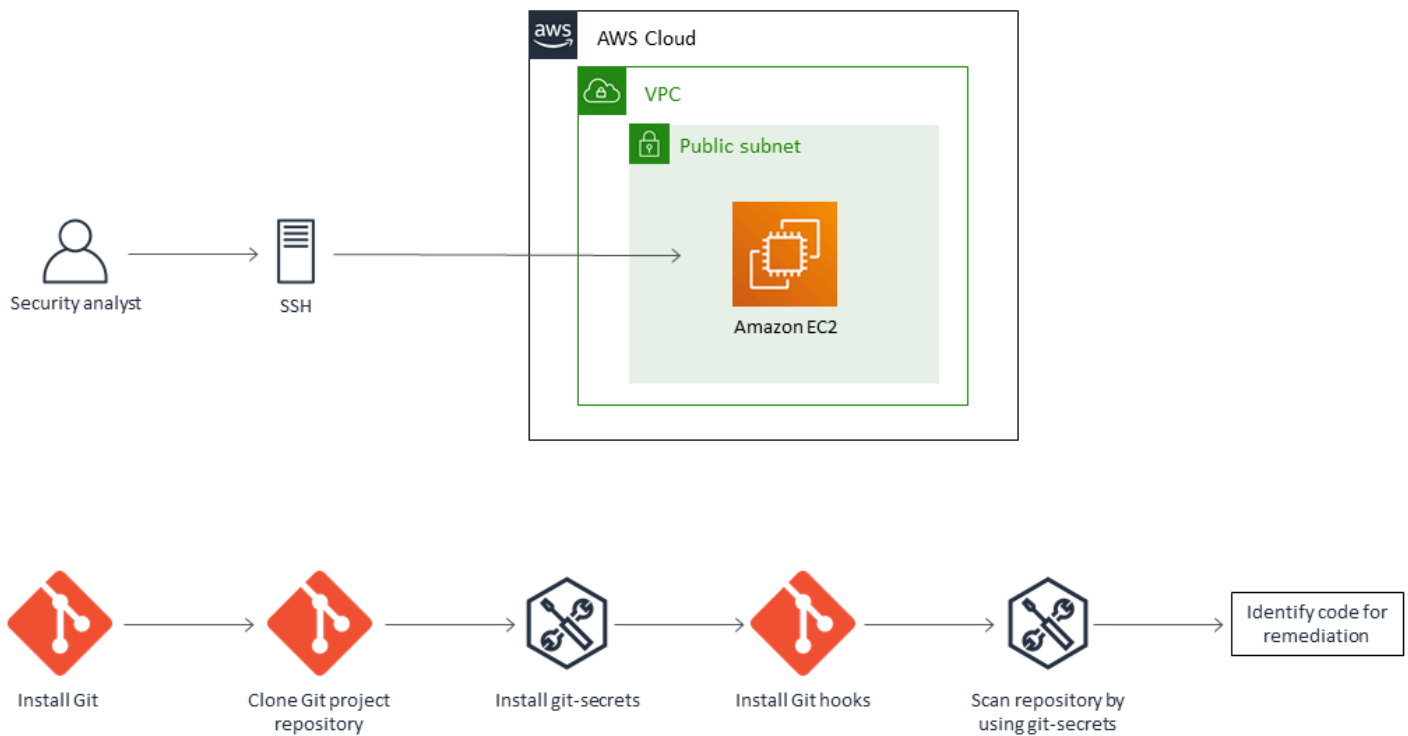 aws
AWS Cloud
VPC
Public subnet
Security analyst
SSH
Amazon EC2
Identify code for
remediation
Install Git
Clone Git project
repository
Install git-secrets
Install Git hooks
Scan repository by
using git-secrets